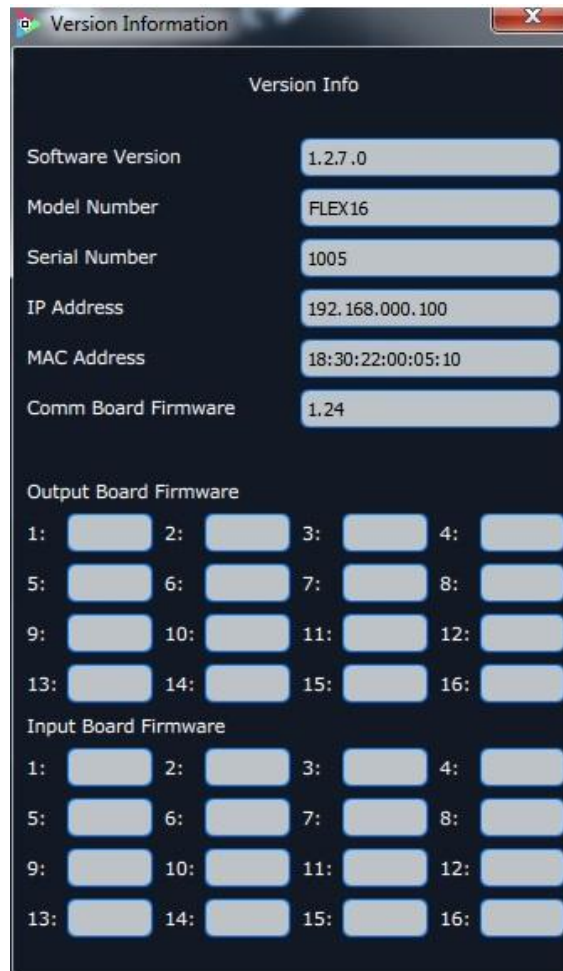 Version Information
Version Info
Software Version 1.2.7.0
Model Number FLEX16
Serial Number 1005
IP Address 192.168.000.100
MAC Address 18:30:22:00:05:10
Comm Board Firmware 1.24
Output Board Firmware
1: 2: 3: 4:
5: 6: 7: 8:
9: 10: 11: 12:
13: 14: 15: 16:
Input Board Firmware
1: 2: 3: 4:
5: 6: 7: 8:
9: 10: 11: 12:
13: 14: 15: 16: